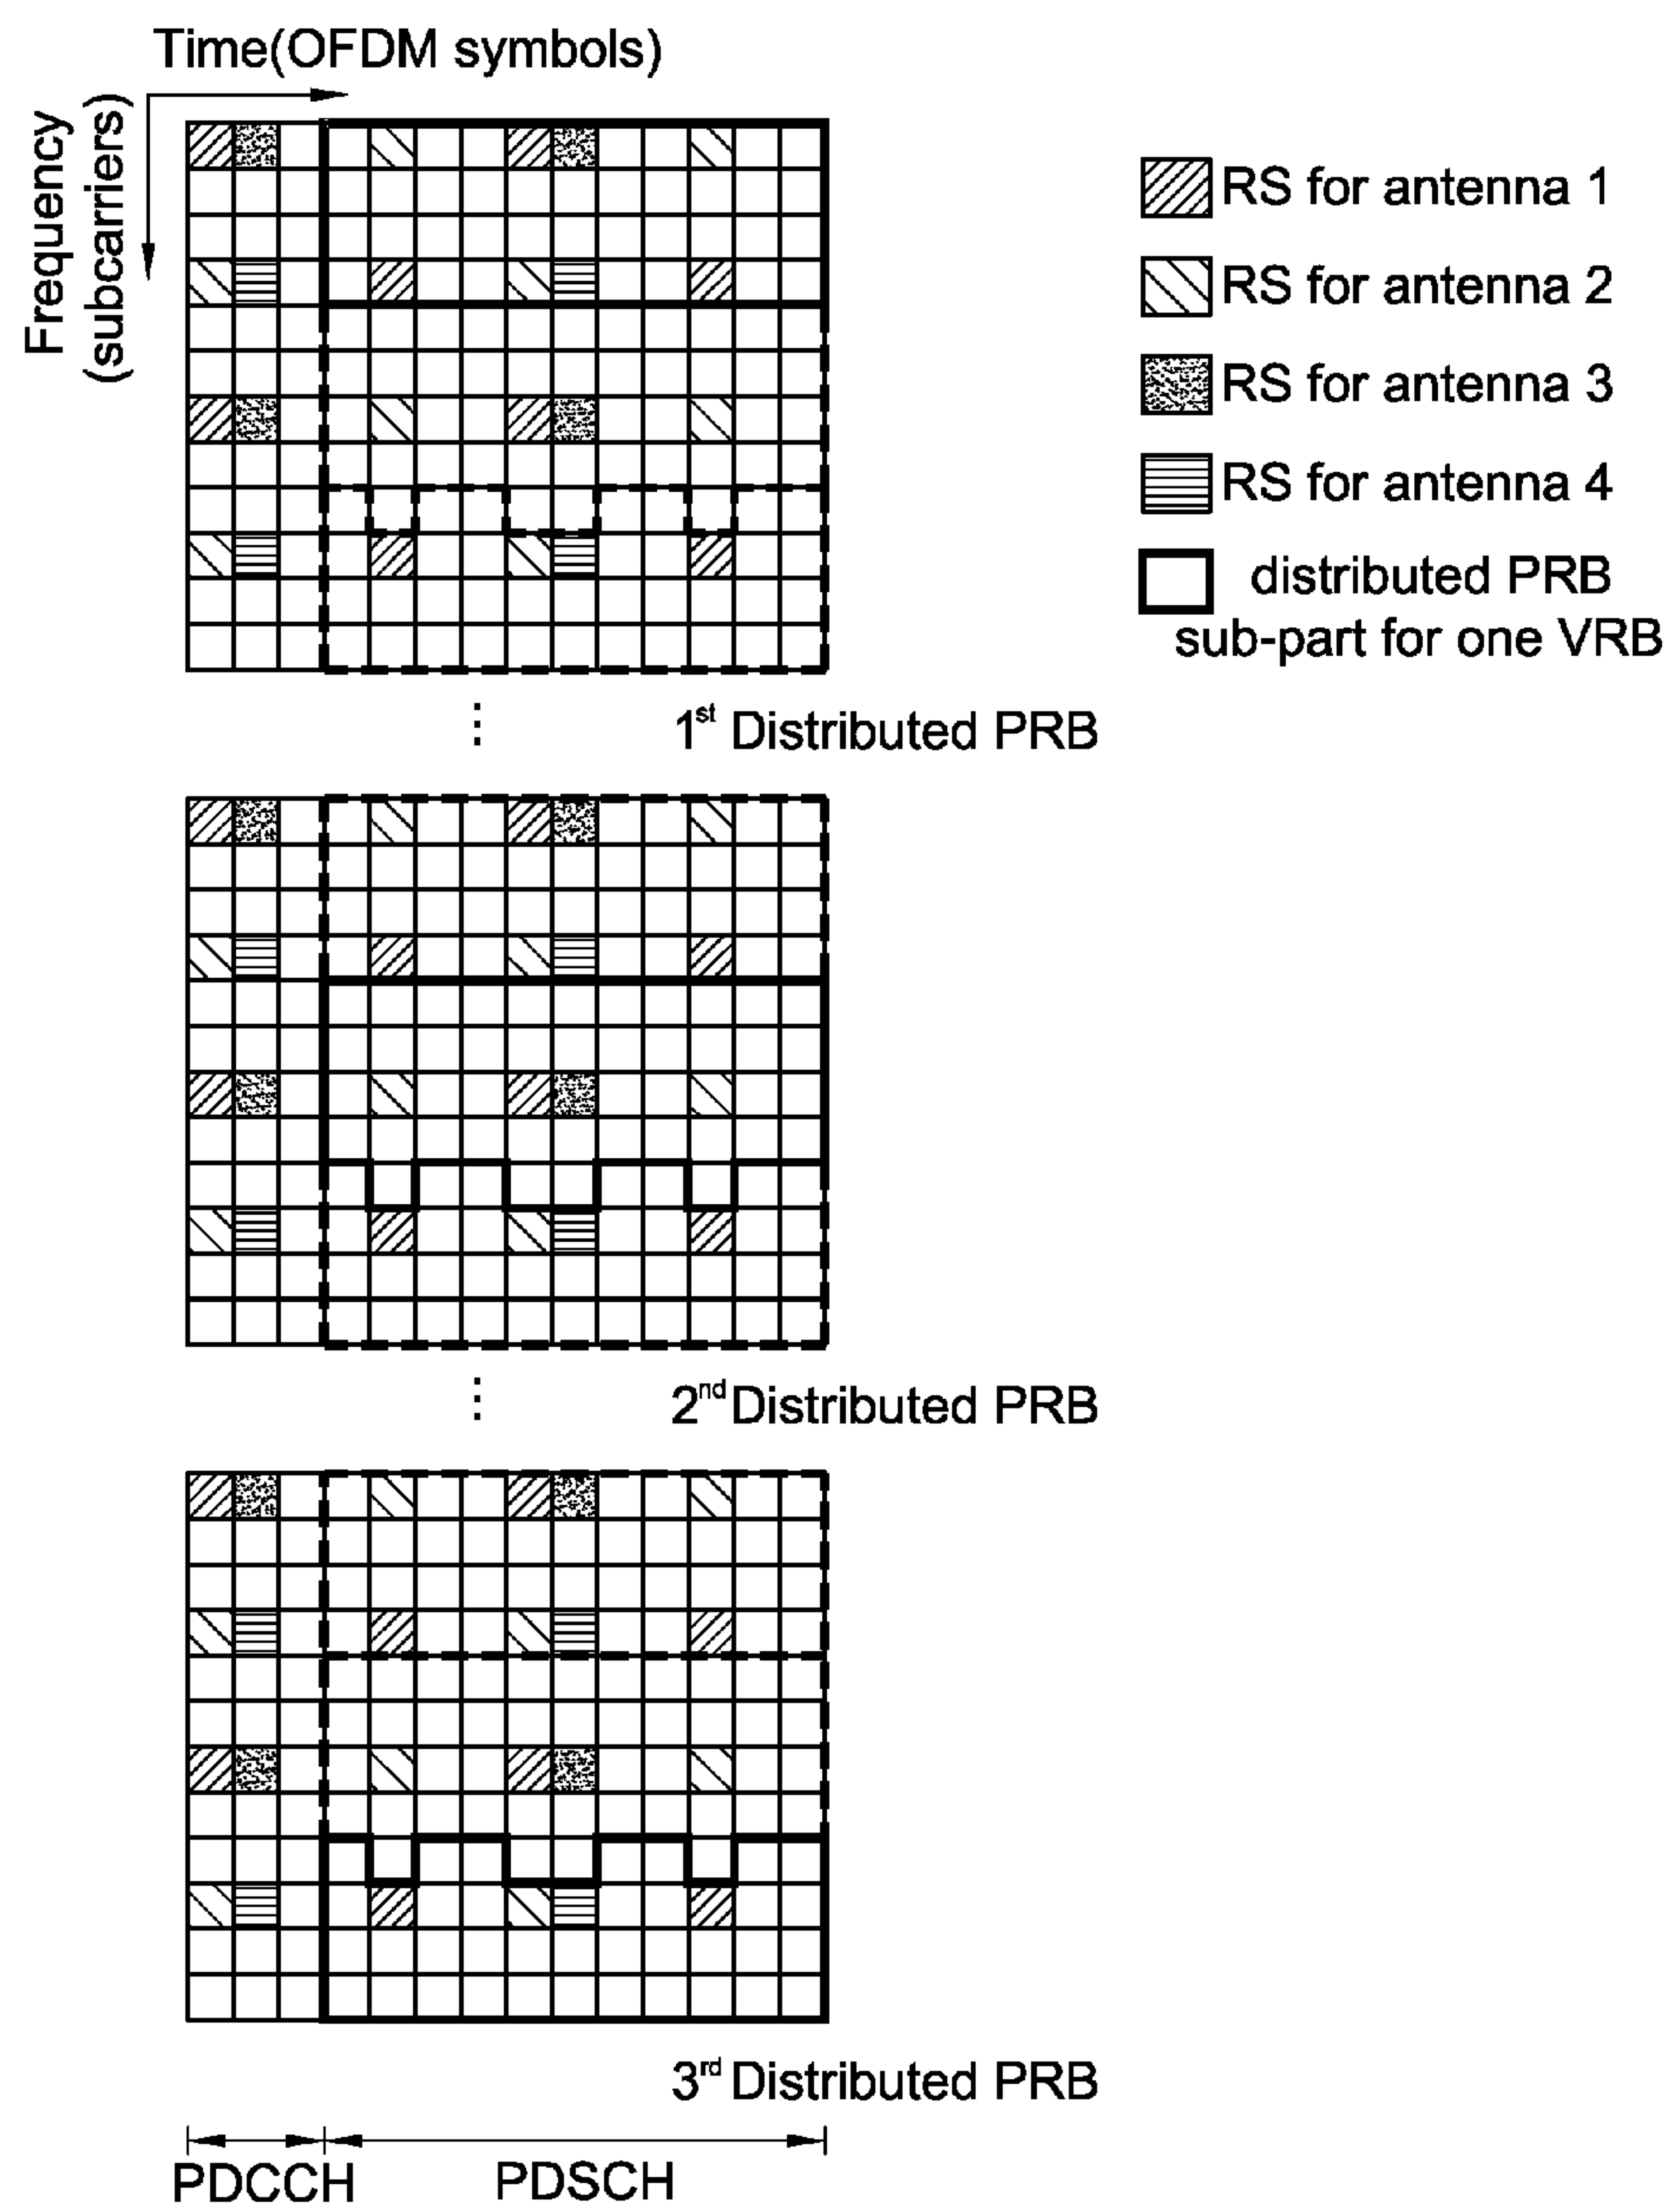 Time(OFDM symbols)
Frequency
(subcarriers)
RS for antenna 1
RS for antenna 2
RS for antenna 3
RS for antenna 4
distributed PRB
sub-part for one VRB
1st Distributed PRB
2nd Distributed PRB
3rd Distributed PRB
PDCCH
PDSCH